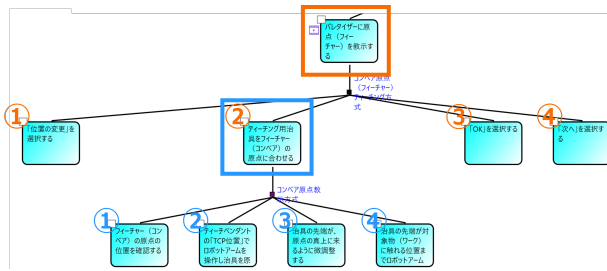 パレタイザーに原
点（フィー
チャー）を教示す
る
コンベア原点
（フィーチャー）
ティーチング方
式
①
「位置の変更」を
選択する
②
ティーチング用治
具をフィーチャー
（コンベア）の
原点に合わせる
③
「OK」を選択する
④
「次へ」を選択す
る
コンベア原点教
示方式
①
フィーチャー（コン
ベア）の原点の
位置を確認する
②
ティーチペンダント
の「TCP位置」で
ロボットアームを
操作し治具を原
③
治具の先端が、
原点の真上に来
るように微調整す
る
④
治具の先端が対
象物（ワーク）
に触れる位置ま
でロボットアーム